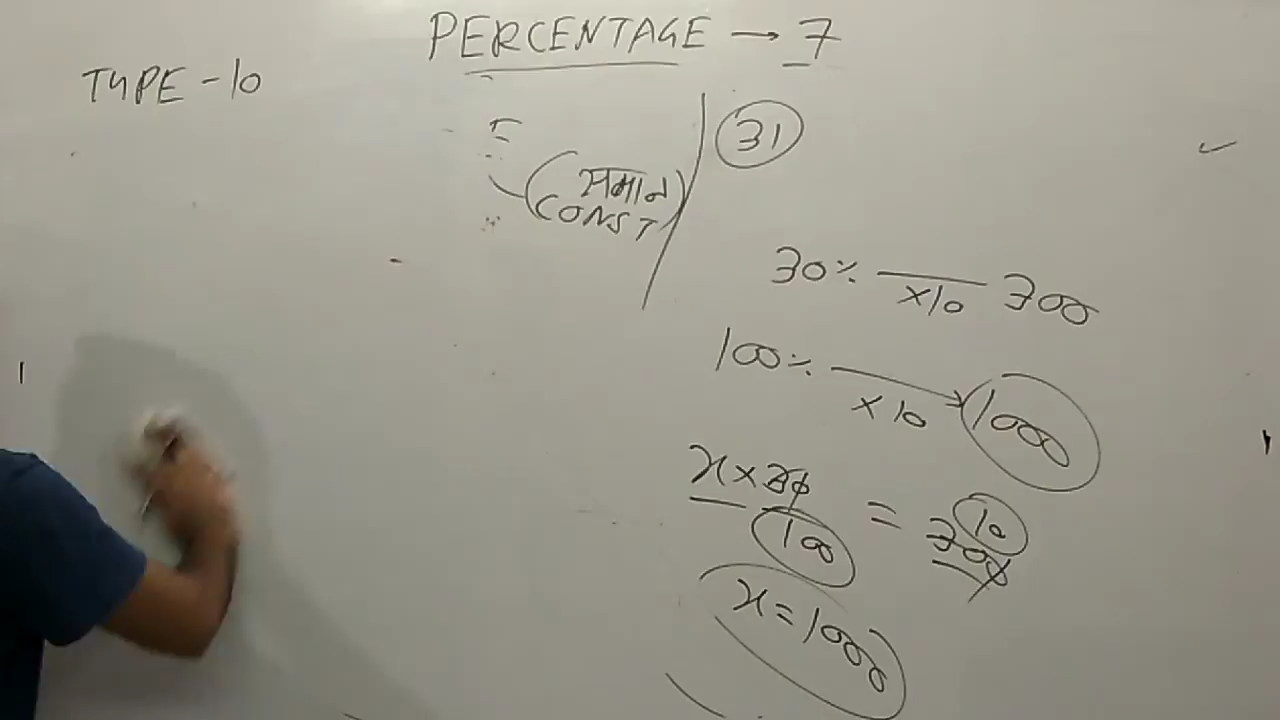 PERCENTAGE → 7
TYPE - 10
31
समान
CONST
30% ×10 300
100% ×10 1000
x × 30 / 100 = 300 10
x = 1000